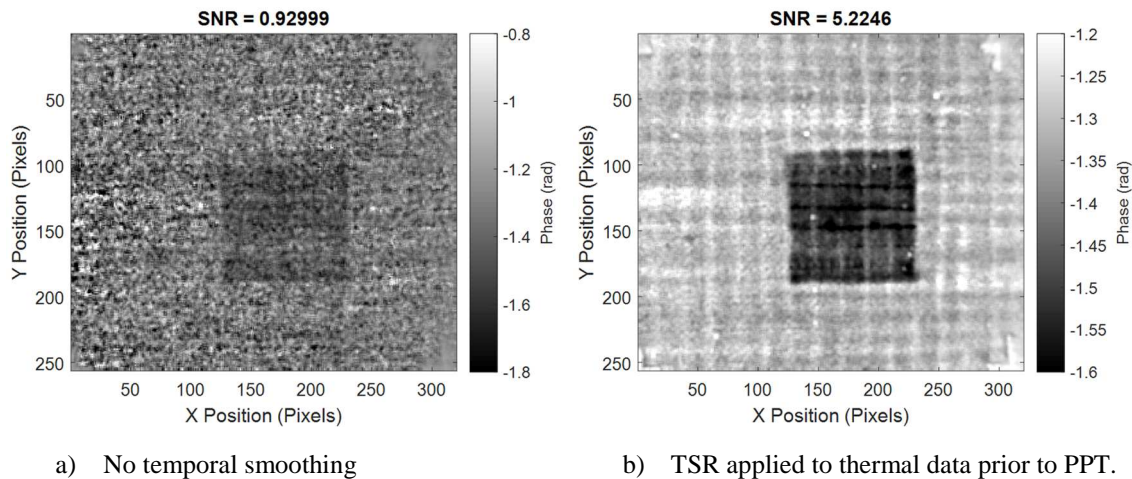 SNR = 0.92999
-0.8
-1
-1.2
-1.4
-1.6
-1.8
Phase (rad)
50
100
150
200
250
Y Position (Pixels)
50 100 150 200 250 300
X Position (Pixels)
a) No temporal smoothing
SNR = 5.2246
-1.2
-1.25
-1.3
-1.35
-1.4
-1.45
-1.5
-1.55
-1.6
Phase (rad)
50
100
150
200
250
Y Position (Pixels)
50 100 150 200 250 300
X Position (Pixels)
b) TSR applied to thermal data prior to PPT.